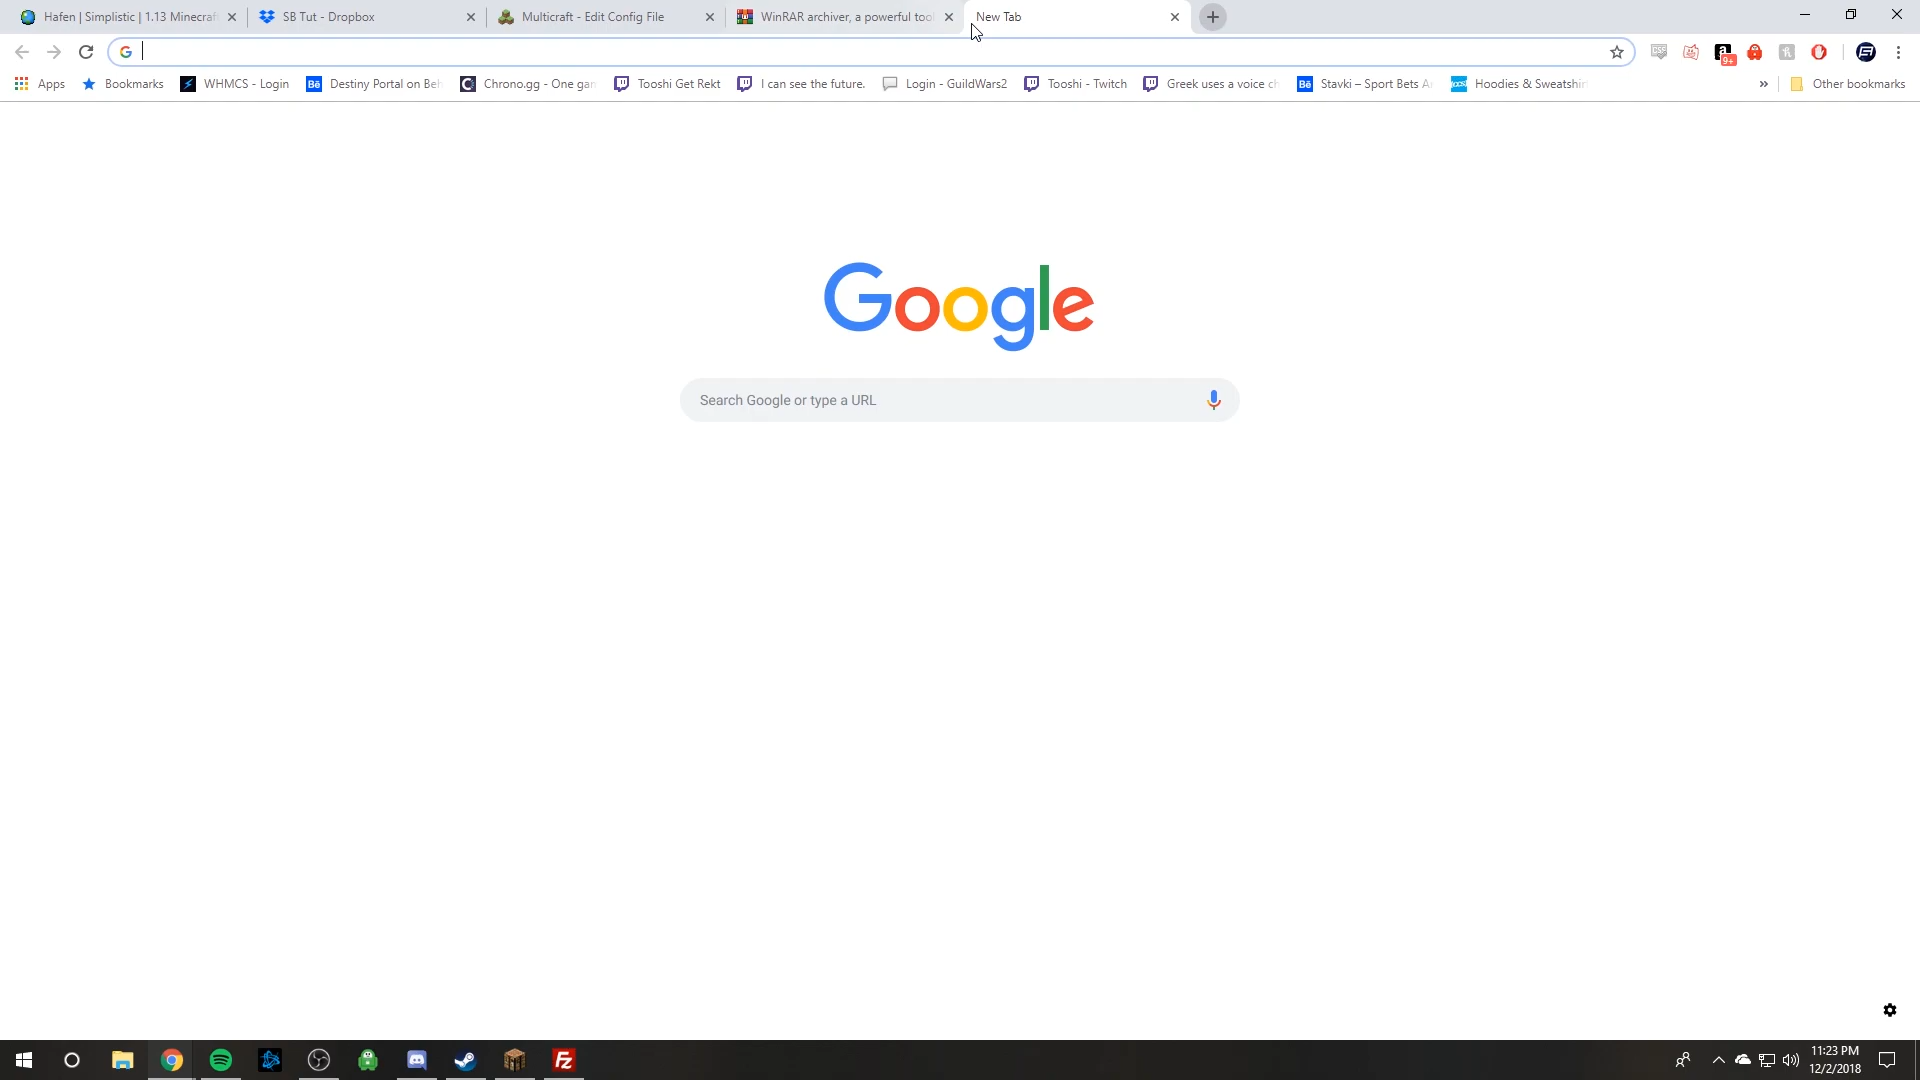 Hafen | Simplistic | 1.13 Minecraf
SB Tut - Dropbox
Multicraft - Edit Config File
WinRAR archiver, a powerful tool
New Tab
Apps
Bookmarks
WHMCS - Login
Destiny Portal on Beh
Chrono.gg - One gam
Tooshi Get Rekt
I can see the future.
Login - GuildWars2
Tooshi - Twitch
Greek uses a voice ch
Stavki – Sport Bets A
Hoodies & Sweatshir
»
Other bookmarks
Google
Search Google or type a URL
11:23 PM
12/2/2018